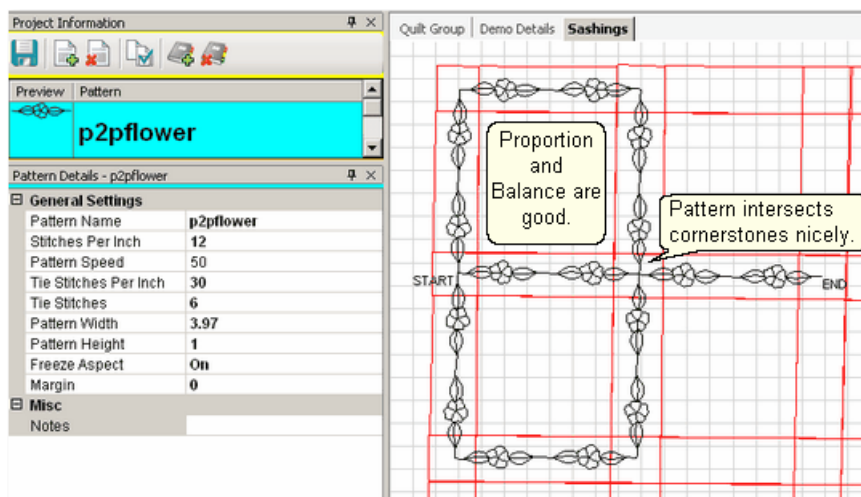 Project Information
Preview Pattern
p2pflower
Pattern Details - p2pflower
General Settings
Pattern Name p2pflower
Stitches Per Inch 12
Pattern Speed 50
Tie Stitches Per Inch 30
Tie Stitches 6
Pattern Width 3.97
Pattern Height 1
Freeze Aspect On
Margin 0
Misc
Notes
Quilt Group Demo Details Sashings
Proportion
and
Balance are
good.
Pattern intersects
cornerstones nicely.
START
END